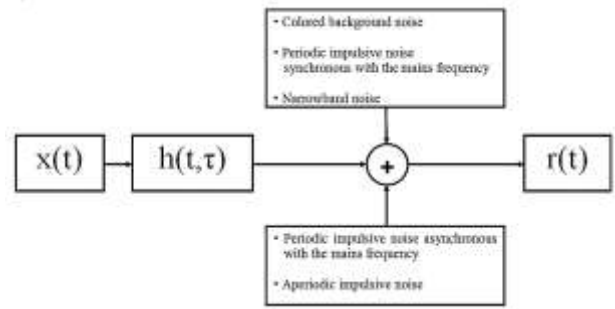 • Colored background noise
• Periodic impulsive noise
synchronous with the mains frequency
• Narrowband noise
x(t)
h(t,τ)
+
r(t)
• Periodic impulsive noise asynchronous
with the mains frequency
• Aperiodic impulsive noise